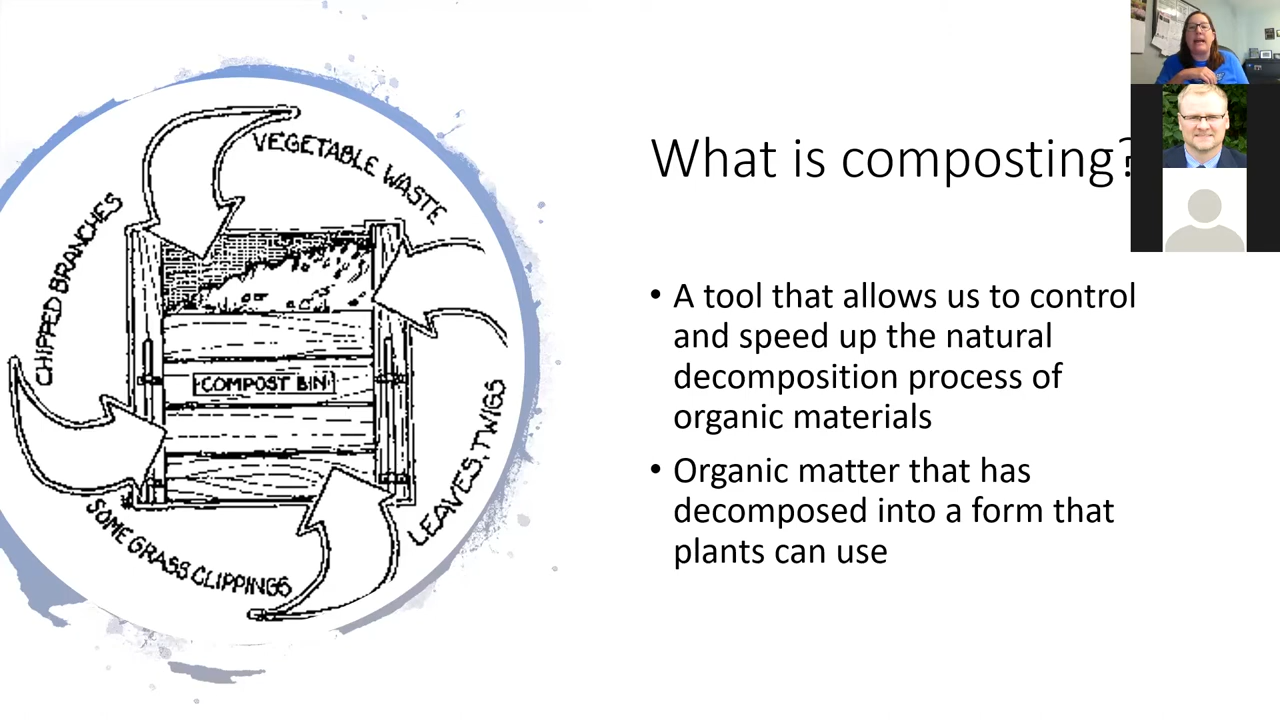 VEGETABLE WASTE
CHIPPED BRANCHES
COMPOST BIN
LEAVES, TWIGS
SOME GRASS CLIPPINGS
What is composting?
• A tool that allows us to control
and speed up the natural
decomposition process of
organic materials
• Organic matter that has
decomposed into a form that
plants can use